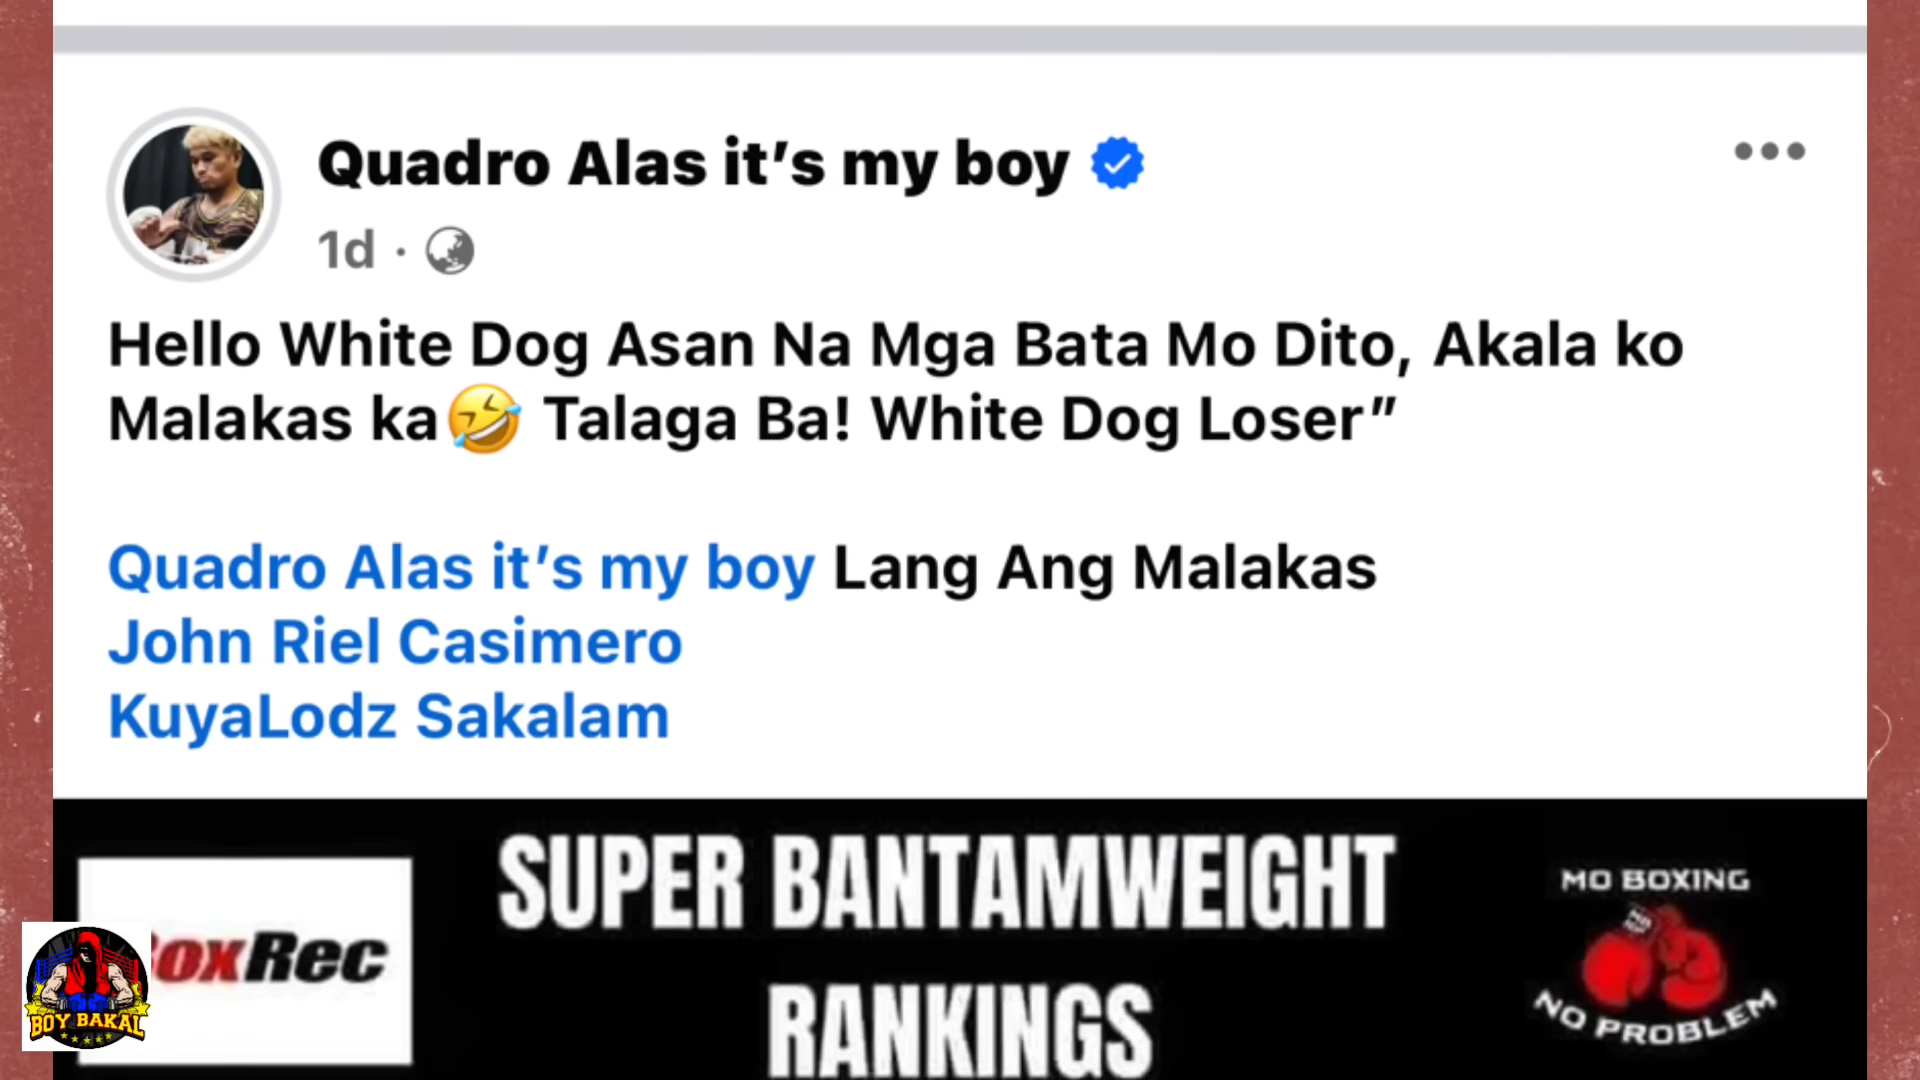 Quadro Alas it's my boy
1d ·
Hello White Dog Asan Na Mga Bata Mo Dito, Akala ko
Malakas ka🤣 Talaga Ba! White Dog Loser"
Quadro Alas it's my boy Lang Ang Malakas
John Riel Casimero
KuyaLodz Sakalam
SUPER BANTAMWEIGHT
RANKINGS
oxRec
BOY BAKAL
MO BOXING
NO PROBLEM